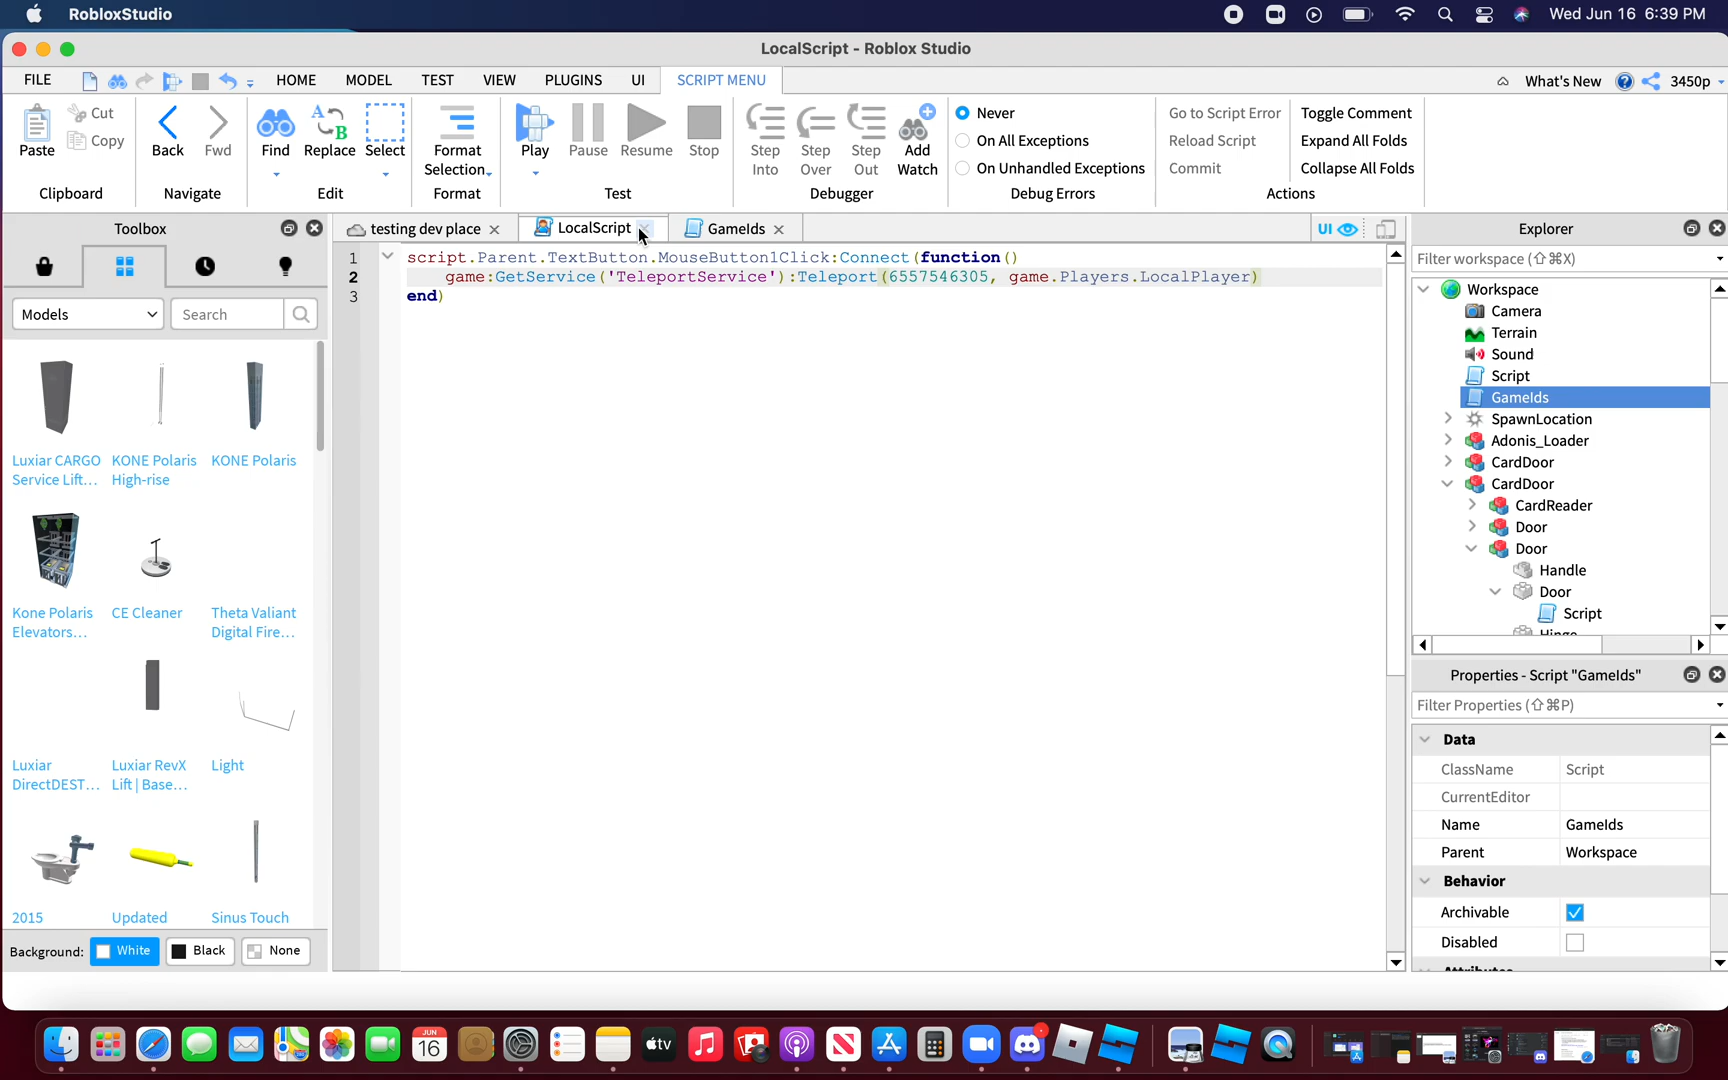 RobloxStudio
Wed Jun 16 6:39 PM
LocalScript - Roblox Studio
FILE
HOME
MODEL
TEST
VIEW
PLUGINS
UI
SCRIPT MENU
What's New
3450p
Paste
Cut
Copy
Clipboard
Back
Fwd
Navigate
Find
Replace
Select
Edit
Format
Selection
Format
Play
Pause
Resume
Stop
Test
Step
Into
Step
Over
Step
Out
Add
Watch
Debugger
Never
On All Exceptions
On Unhandled Exceptions
Debug Errors
Go to Script Error
Reload Script
Commit
Toggle Comment
Expand All Folds
Collapse All Folds
Actions
Toolbox
Models
Search
Luxiar CARGO
Service Lift...
KONE Polaris
High-rise
KONE Polaris
Kone Polaris
Elevators...
CE Cleaner
Theta Valiant
Digital Fire...
Luxiar
DirectDEST...
Luxiar RevX
Lift | Base...
Light
2015
Updated
Sinus Touch
Background:
White
Black
None
testing dev place
LocalScript
GameIds
UI
1 script.Parent.TextButton.MouseButton1Click:Connect(function()
2 game:GetService('TeleportService'):Teleport(6557546305, game.Players.LocalPlayer)
3 end)
Explorer
Filter workspace (⇧⌘X)
Workspace
Camera
Terrain
Sound
Script
GameIds
SpawnLocation
Adonis_Loader
CardDoor
CardDoor
CardReader
Door
Door
Handle
Door
Script
Hinge
Properties - Script "GameIds"
Filter Properties (⇧⌘P)
Data
ClassName Script
CurrentEditor
Name GameIds
Parent Workspace
Behavior
Archivable
Disabled
Attributes
JUN
16
tv